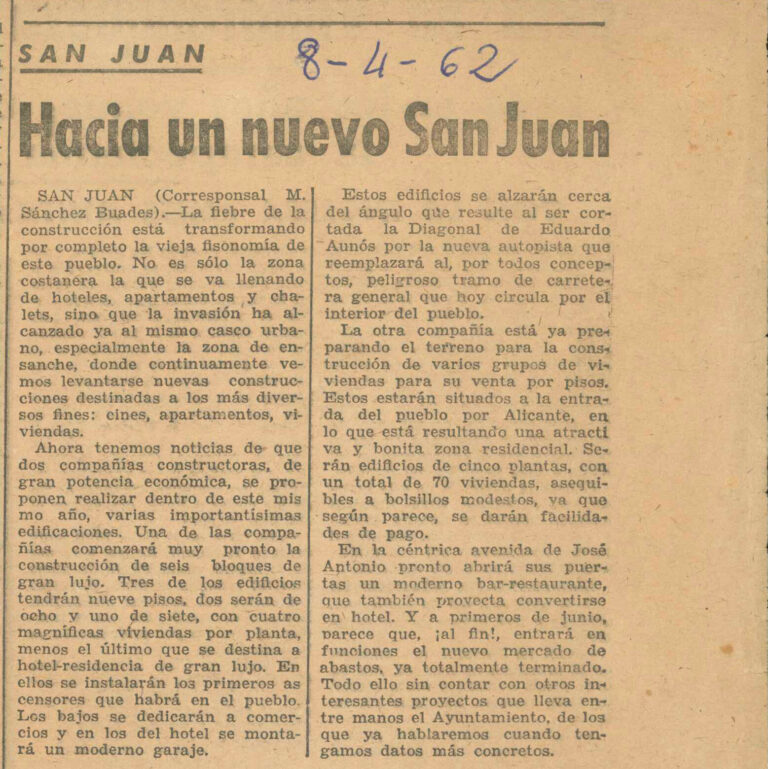 SAN JUAN
8-4-62
Hacia un nuevo San Juan
SAN JUAN (Corresponsal M.
Sánchez Buades).—La fiebre de la
construcción está transformando
por completo la vieja fisonomía de
este pueblo. No es sólo la zona
costanera la que se va llenando
de hoteles, apartamentos y cha-
lets, sino que la invasión ha al-
canzado ya al mismo casco urba-
no, especialmente la zona de en-
sanche, donde continuamente ve-
mos levantarse nuevas construc-
ciones destinadas a los más diver-
sos fines: cines, apartamentos, vi-
viendas.
Ahora tenemos noticias de que
dos compañías constructoras, de
gran potencia económica, se pro-
ponen realizar dentro de este mis
mo año, varias importantísimas
edificaciones. Una de las compa-
ñías comenzará muy pronto la
construcción de seis bloques de
gran lujo. Tres de los edificios
tendrán nueve pisos, dos serán de
ocho y uno de siete, con cuatro
magníficas viviendas por planta,
menos el último que se destina a
hotel-residencia de gran lujo. En
ellos se instalarán los primeros as
censores que habrá en el pueblo.
Los bajos se dedicarán a comer-
cios y en los del hotel se monta-
rá un moderno garaje.
Estos edificios se alzarán cerca
del ángulo que resulte al ser cor-
tada la Diagonal de Eduardo
Aunós por la nueva autopista que
reemplazará al, por todos concep-
tos, peligroso tramo de carrete-
ra general que hoy circula por el
interior del pueblo.
La otra compañía está ya pre-
parando el terreno para la cons-
trucción de varios grupos de vi-
viendas para su venta por pisos.
Estos estarán situados a la entra-
da del pueblo por Alicante, en
lo que está resultando una atracti
va y bonita zona residencial. Se-
rán edificios de cinco plantas, con
un total de 70 viviendas, asequi-
bles a bolsillos modestos, ya que
según parece, se darán facilida-
des de pago.
En la céntrica avenida de José
Antonio pronto abrirá sus puer-
tas un moderno bar-restaurante,
que también proyecta convertirse
en hotel. Y a primeros de junio,
parece que, ¡al fin!, entrará en
funciones el nuevo mercado de
abastos, ya totalmente terminado.
Todo ello sin contar con otros in-
teresantes proyectos que lleva en-
tre manos el Ayuntamiento, de los
que ya hablaremos cuando ten-
gamos datos más concretos.